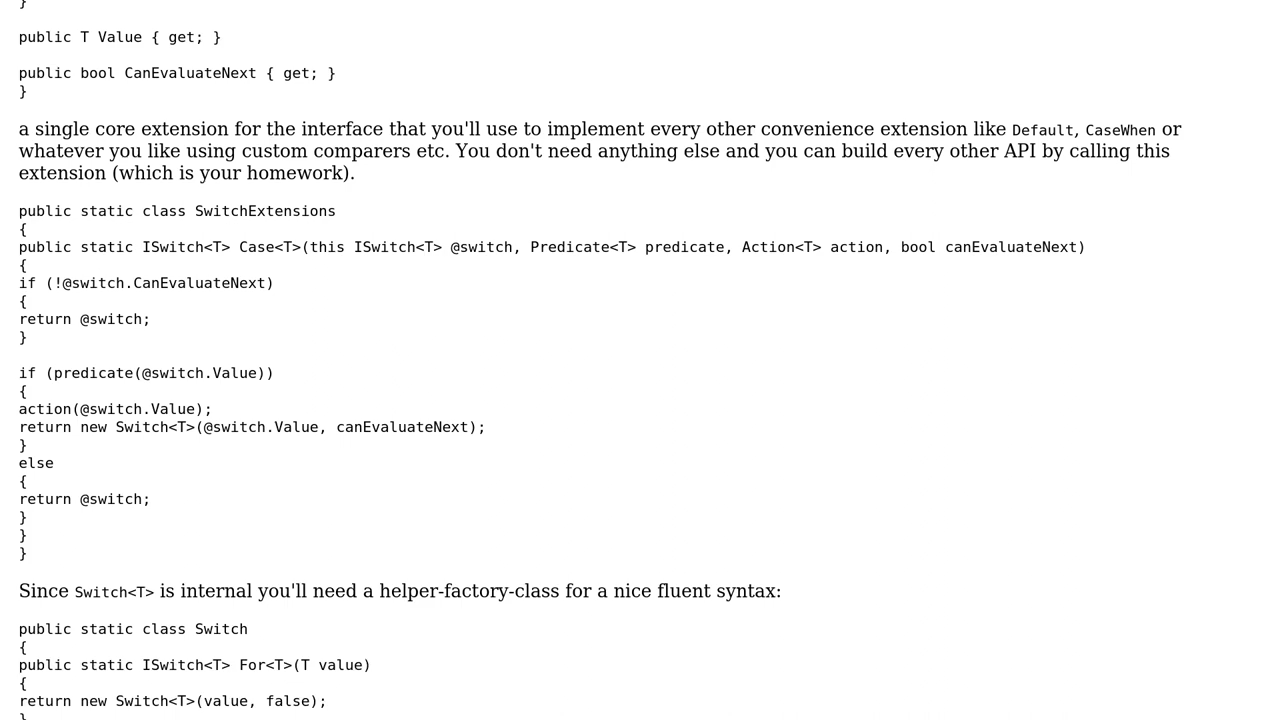 }
public T Value { get; }
public bool CanEvaluateNext { get; }
}
a single core extension for the interface that you'll use to implement every other convenience extension like Default, CaseWhen or
whatever you like using custom comparers etc. You don't need anything else and you can build every other API by calling this
extension (which is your homework).
public static class SwitchExtensions
{
public static ISwitch<T> Case<T>(this ISwitch<T> @switch, Predicate<T> predicate, Action<T> action, bool canEvaluateNext)
{
if (!@switch.CanEvaluateNext)
{
return @switch;
}
if (predicate(@switch.Value))
{
action(@switch.Value);
return new Switch<T>(@switch.Value, canEvaluateNext);
}
else
{
return @switch;
}
}
}
Since Switch<T> is internal you'll need a helper-factory-class for a nice fluent syntax:
public static class Switch
{
public static ISwitch<T> For<T>(T value)
{
return new Switch<T>(value, false);
}